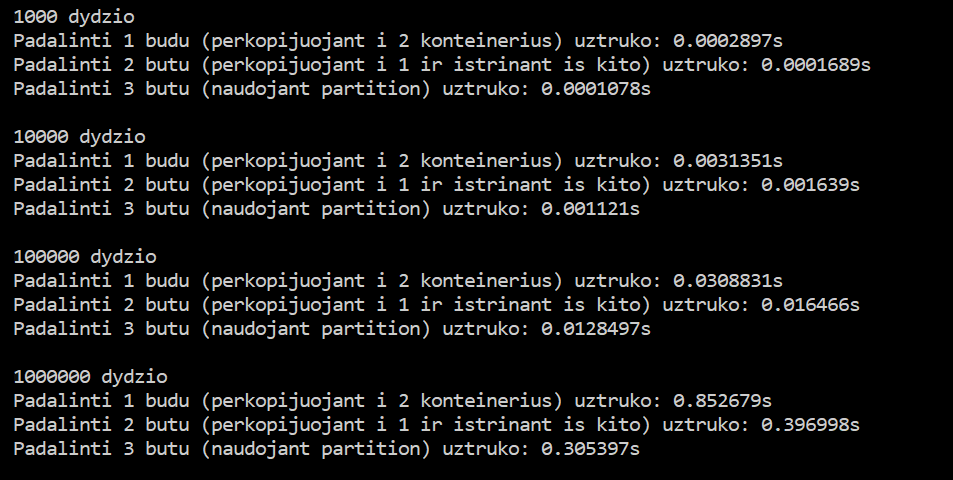 1000 dydzio
Padalinti 1 budu (perkopijuojant i 2 konteinerius) uztruko: 0.0002897s
Padalinti 2 butu (perkopijuojant i 1 ir istrinant is kito) uztruko: 0.0001689s
Padalinti 3 butu (naudojant partition) uztruko: 0.0001078s
10000 dydzio
Padalinti 1 budu (perkopijuojant i 2 konteinerius) uztruko: 0.0031351s
Padalinti 2 butu (perkopijuojant i 1 ir istrinant is kito) uztruko: 0.001639s
Padalinti 3 butu (naudojant partition) uztruko: 0.001121s
100000 dydzio
Padalinti 1 budu (perkopijuojant i 2 konteinerius) uztruko: 0.0308831s
Padalinti 2 butu (perkopijuojant i 1 ir istrinant is kito) uztruko: 0.016466s
Padalinti 3 butu (naudojant partition) uztruko: 0.0128497s
1000000 dydzio
Padalinti 1 budu (perkopijuojant i 2 konteinerius) uztruko: 0.852679s
Padalinti 2 butu (perkopijuojant i 1 ir istrinant is kito) uztruko: 0.396998s
Padalinti 3 butu (naudojant partition) uztruko: 0.305397s